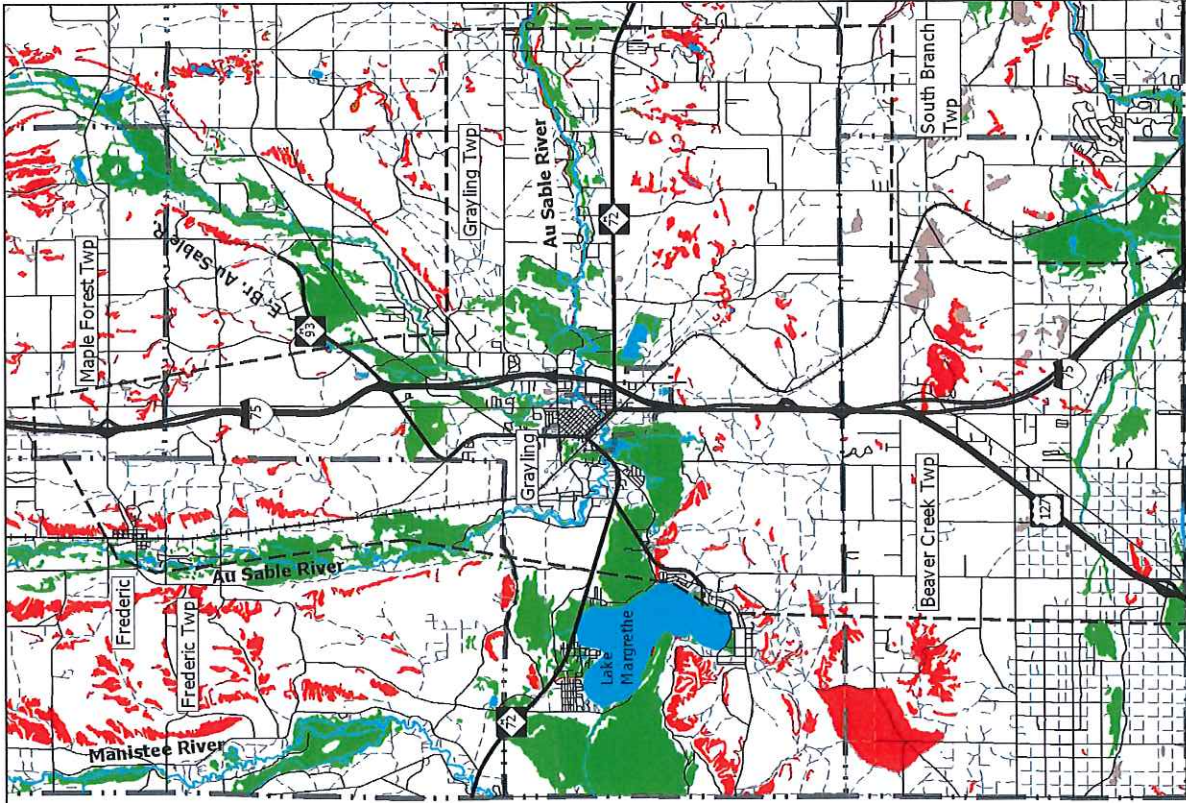 Maple Forest Twp
E. Br. Au Sable R.
93
75
Frederic
Frederic Twp
Au Sable River
Manistee River
Grayling Twp
Au Sable River
72
Grayling
72
Lake
Margrethe
South Branch
Twp
Beaver Creek Twp
75
127